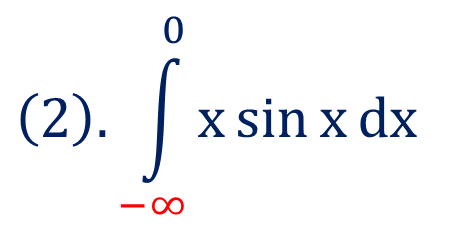 (2). ∫₋∞⁰ x sin x dx